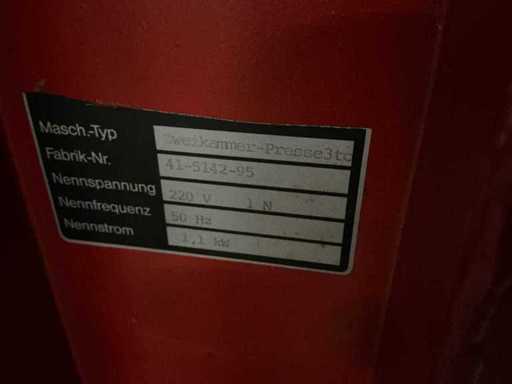 Masch.-Typ Zweikammer-Presse3to
Fabrik-Nr. 41-5142-95
Nennspannung 220 V 1 N
Nennfrequenz 50 Hz
Nennstrom 1,1 kW